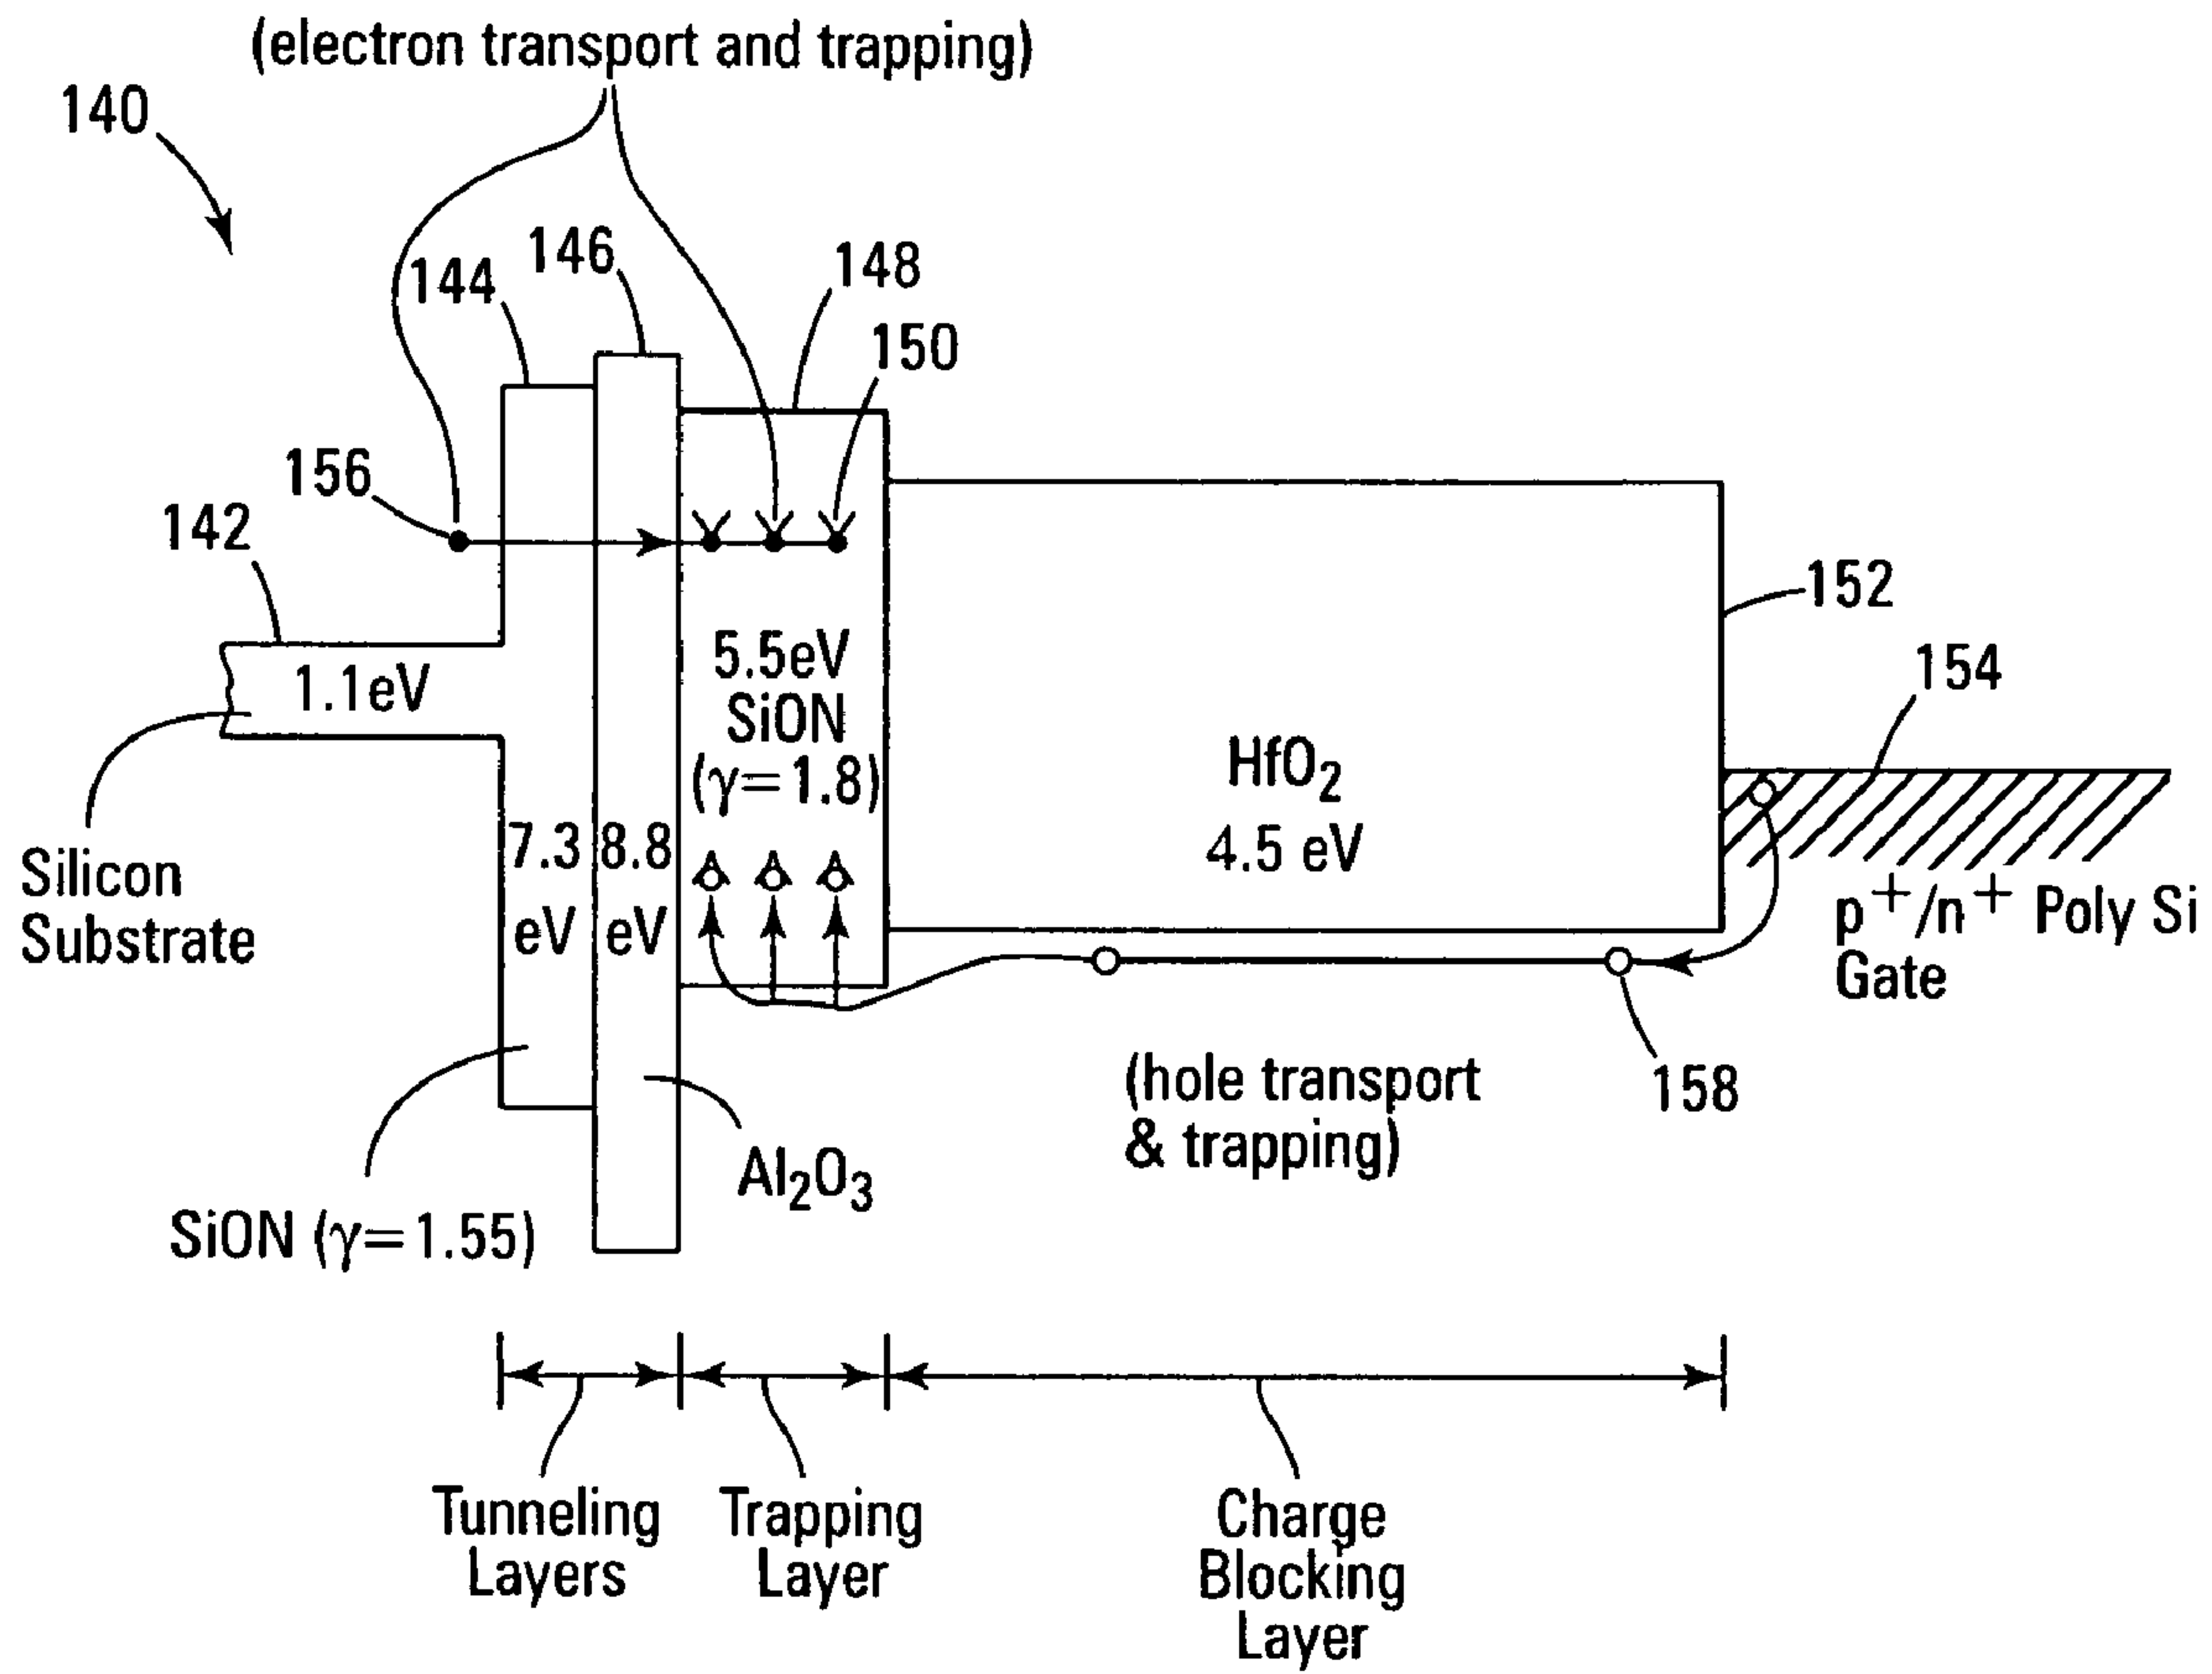 (electron transport and trapping)
140
146
148
144
150
156
142
152
1.1eV
5.5eV
SiON
(γ=1.8)
154
HfO₂
4.5 eV
7.3
eV
8.8
eV
Silicon
Substrate
p⁺/n⁺ Poly Si
Gate
(hole transport
& trapping)
158
Al₂O₃
SiON (γ=1.55)
Tunneling
Layers
Trapping
Layer
Charge
Blocking
Layer